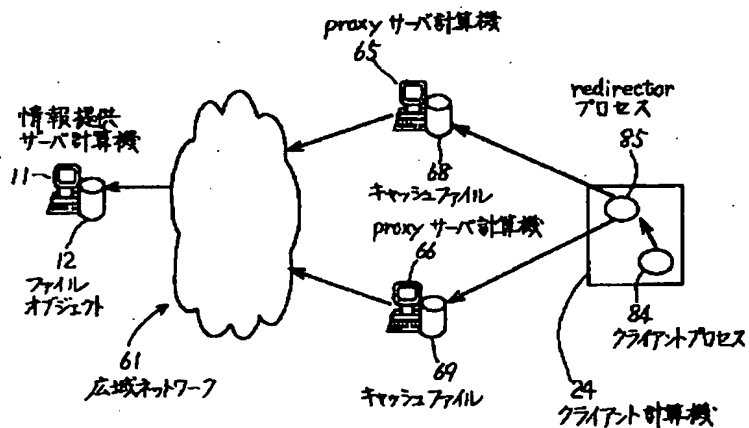 proxy サーバ計算機
65
redirector
プロセス
85
情報提供
サーバ計算機
11
68
キャッシュファイル
proxy サーバ計算機
12
ファイル
オブジェクト
66
84
クライアントプロセス
61
広域ネットワーク
69
キャッシュファイル
24
クライアント計算機